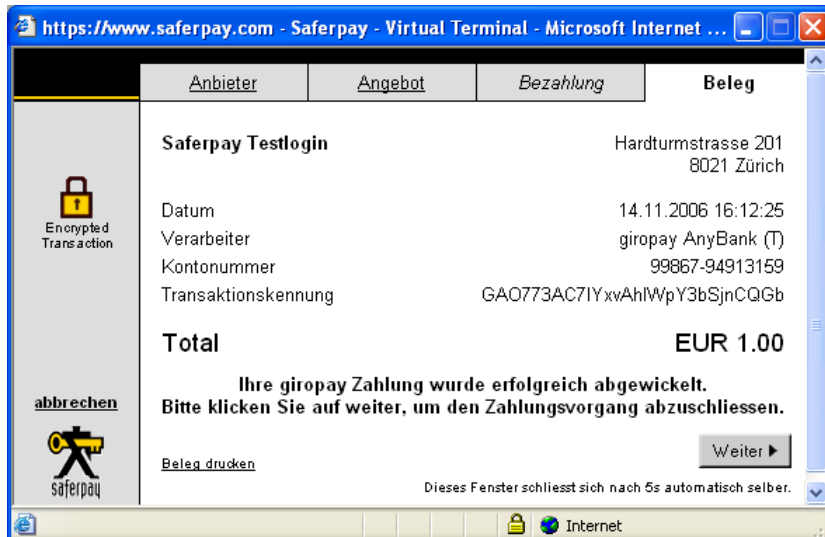 https://www.saferpay.com - Saferpay - Virtual Terminal - Microsoft Internet ...
Anbieter Angebot Bezahlung Beleg
Saferpay Testlogin Hardturmstrasse 201
8021 Zürich
Encrypted
Transaction
Datum 14.11.2006 16:12:25
Verarbeiter giropay AnyBank (T)
Kontonummer 99867-94913159
Transaktionskennung GAO773AC7IYxvAhlWpY3bSjnCQGb
Total EUR 1.00
Ihre giropay Zahlung wurde erfolgreich abgewickelt.
Bitte klicken Sie auf weiter, um den Zahlungsvorgang abzuschliessen.
abbrechen
saferpay
Weiter
Beleg drucken
Dieses Fenster schliesst sich nach 5s automatisch selber.
Internet